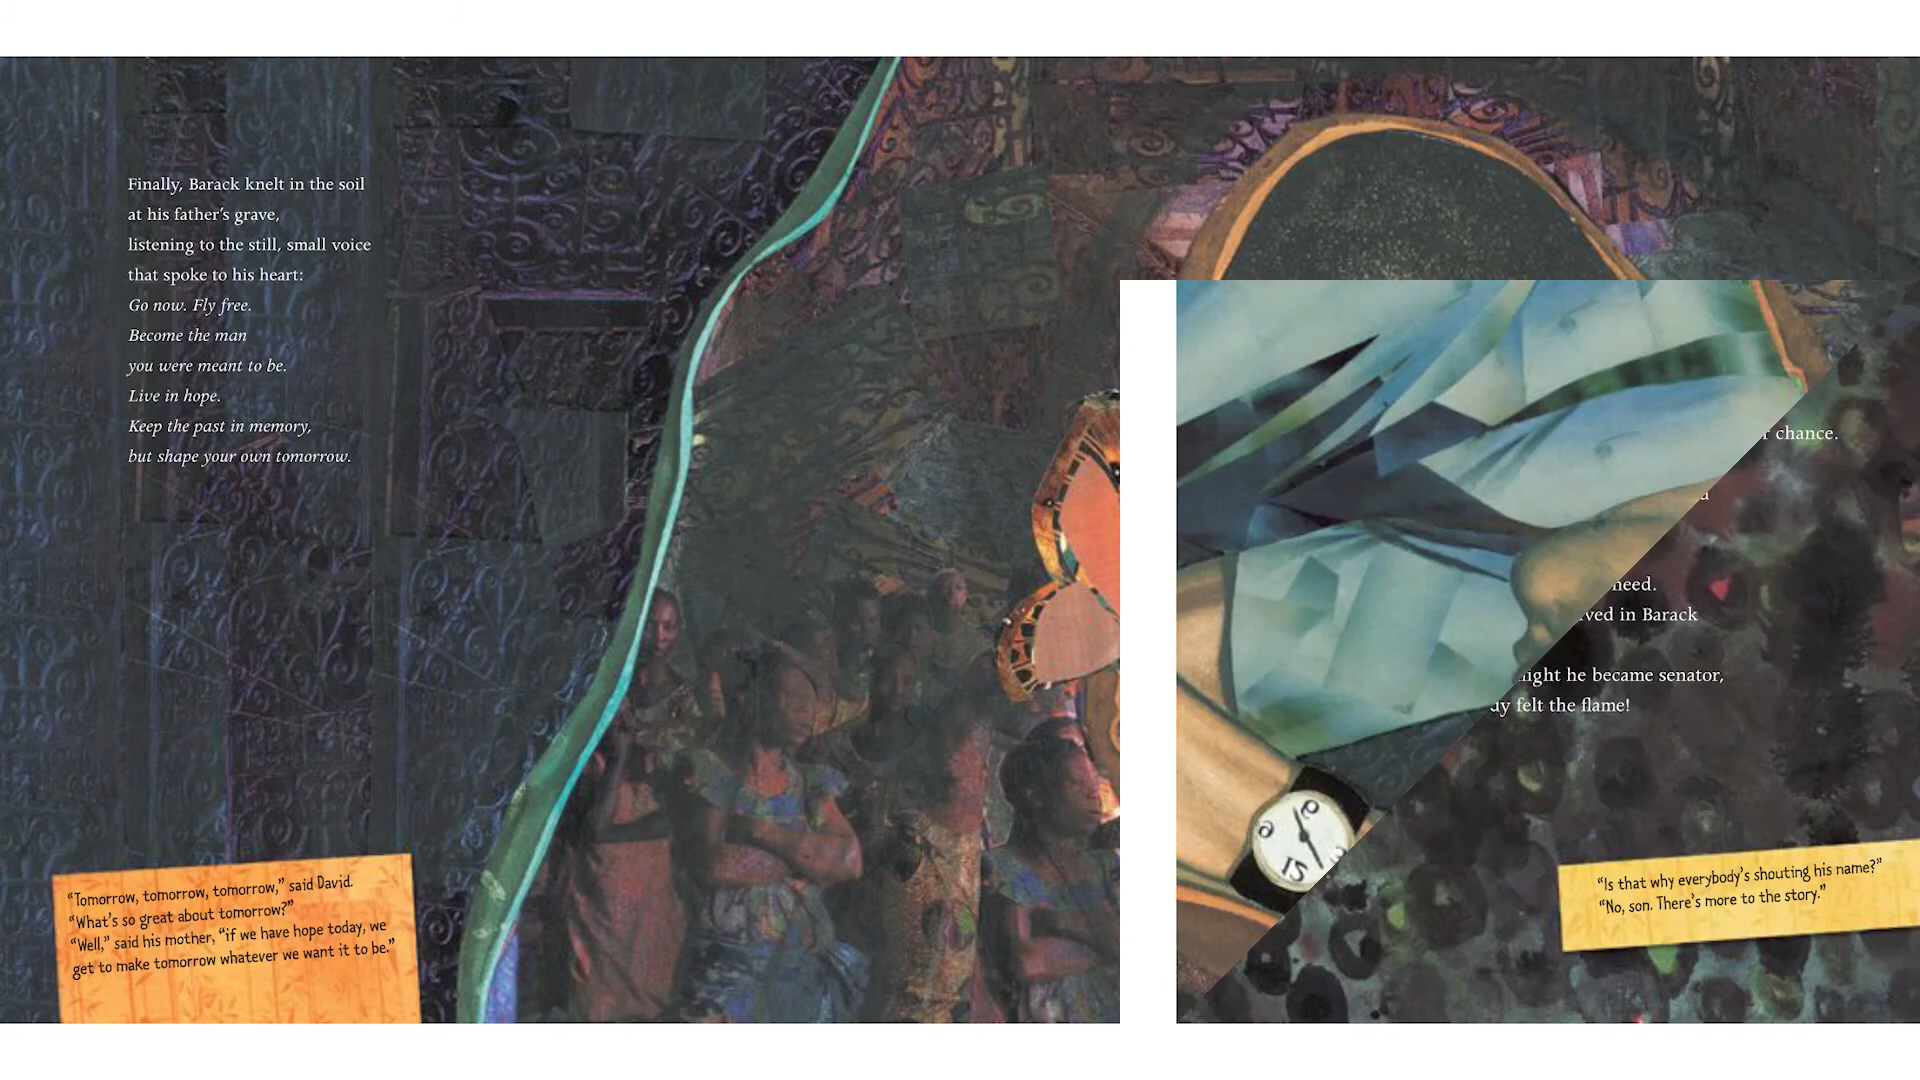 Finally, Barack knelt in the soil
at his father's grave,
listening to the still, small voice
that spoke to his heart:
Go now. Fly free.
Become the man
you were meant to be.
Live in hope.
Keep the past in memory,
but shape your own tomorrow.
"Tomorrow, tomorrow, tomorrow," said David.
"What's so great about tomorrow?"
"Well," said his mother, "if we have hope today, we
get to make tomorrow whatever we want it to be."
chance.
need.
in Barack
he became senator,
felt the flame!
"Is that why everybody's shouting his name?"
"No, son. There's more to the story."